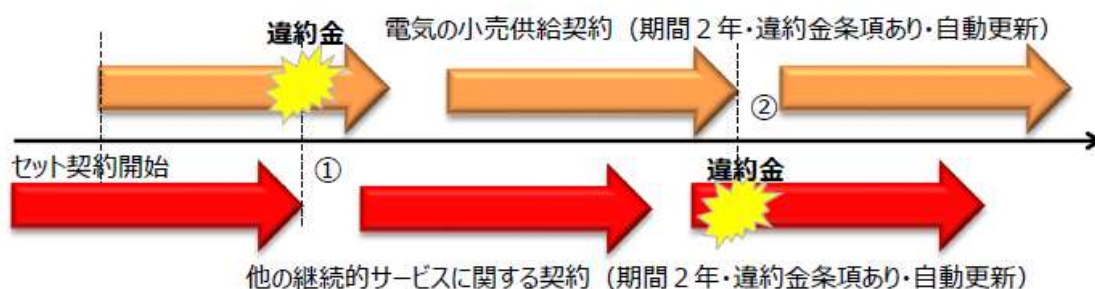 電気の小売供給契約（期間２年・違約金条項あり・自動更新）
違約金
②
セット契約開始
①
違約金
他の継続的サービスに関する契約（期間２年・違約金条項あり・自動更新）